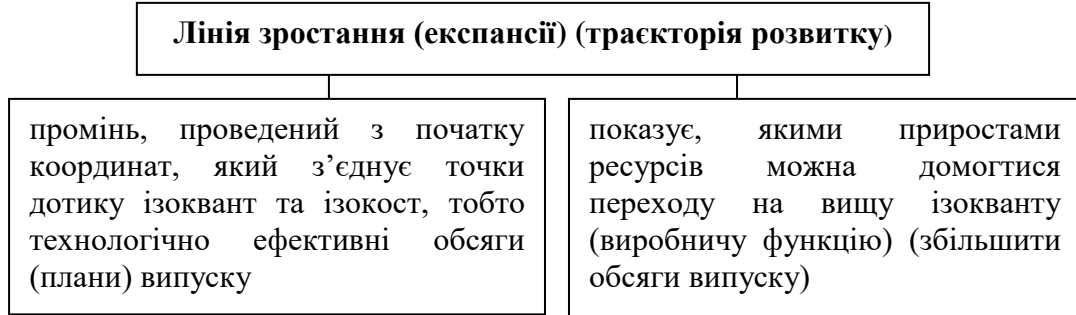 Лінія зростання (експансії) (траєкторія розвитку)
промінь, проведений з початку
координат, який з’єднує точки
дотику ізоквант та ізокост, тобто
технологічно ефективні обсяги
(плани) випуску
показує, якими приростами
ресурсів можна домогтися
переходу на вищу ізокванту
(виробничу функцію) (збільшити
обсяги випуску)